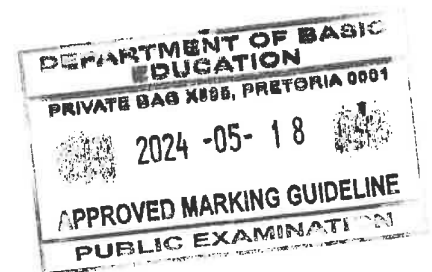 DEPARTMENT OF BASIC
EDUCATION
PRIVATE BAG X895, PRETORIA 0001
2024 -05- 18
APPROVED MARKING GUIDELINE
PUBLIC EXAMINATION